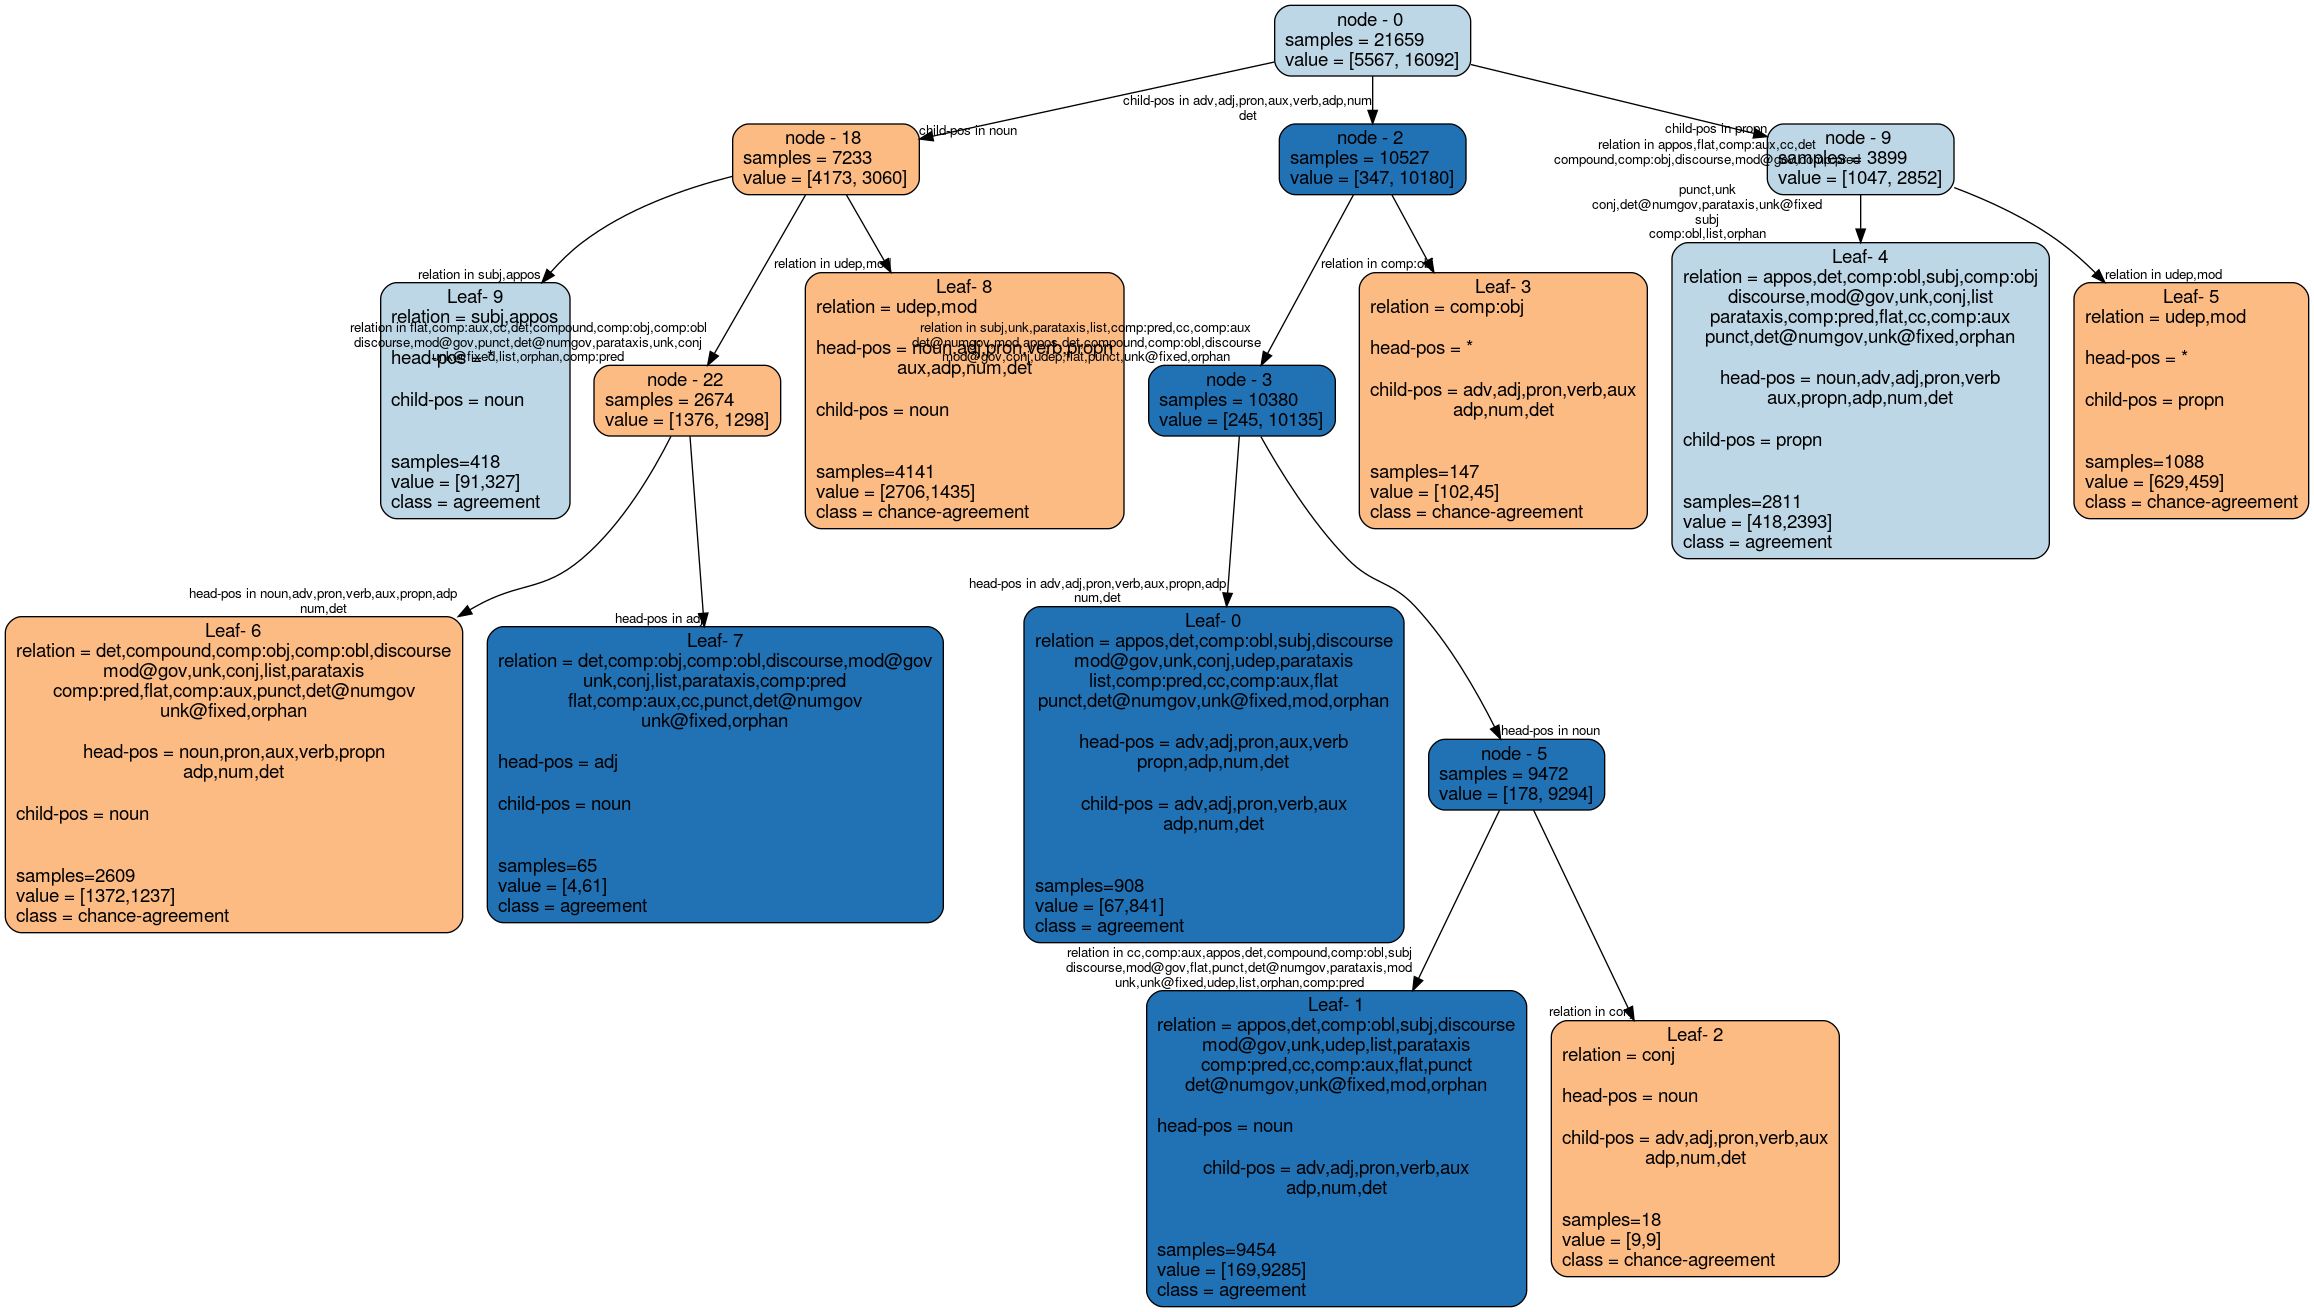 node - 0
samples = 21659
value = [5567, 16092]
child-pos in noun
child-pos in adv,adj,pron,aux,verb,adp,num
det
child-pos in propn
node - 18
samples = 7233
value = [4173, 3060]
node - 2
samples = 10527
value = [347, 10180]
node - 9
samples = 3899
value = [1047, 2852]
relation in subj,appos
relation in flat,comp:aux,cc,det,compound,comp:obj,comp:obl
discourse,mod@gov,punct,det@numgov,parataxis,unk,conj
unk@fixed,list,orphan,comp:pred
relation in udep,mod
relation in subj,unk,parataxis,list,comp:pred,cc,comp:aux
det@numgov,mod,appos,det,compound,comp:obl,discourse
mod@gov,conj,udep,flat,punct,unk@fixed,orphan
relation in comp:obj
relation in appos,flat,comp:aux,cc,det
compound,comp:obj,discourse,mod@gov,comp:pred
punct,unk
conj,det@numgov,parataxis,unk@fixed
subj
comp:obl,list,orphan
relation in udep,mod
Leaf- 9
relation = subj,appos
head-pos = *
child-pos = noun
samples=418
value = [91,327]
class = agreement
node - 22
samples = 2674
value = [1376, 1298]
Leaf- 8
relation = udep,mod
head-pos = noun,adj,pron,verb,propn
aux,adp,num,det
child-pos = noun
samples=4141
value = [2706,1435]
class = chance-agreement
node - 3
samples = 10380
value = [245, 10135]
Leaf- 3
relation = comp:obj
head-pos = *
child-pos = adv,adj,pron,verb,aux
adp,num,det
samples=147
value = [102,45]
class = chance-agreement
Leaf- 4
relation = appos,det,comp:obl,subj,comp:obj
discourse,mod@gov,unk,conj,list
parataxis,comp:pred,flat,cc,comp:aux
punct,det@numgov,unk@fixed,orphan
head-pos = noun,adv,adj,pron,verb
aux,propn,adp,num,det
child-pos = propn
samples=2811
value = [418,2393]
class = agreement
Leaf- 5
relation = udep,mod
head-pos = *
child-pos = propn
samples=1088
value = [629,459]
class = chance-agreement
head-pos in noun,adv,pron,verb,aux,propn,adp
num,det
head-pos in adj
head-pos in adv,adj,pron,verb,aux,propn,adp
num,det
head-pos in noun
Leaf- 6
relation = det,compound,comp:obj,comp:obl,discourse
mod@gov,unk,conj,list,parataxis
comp:pred,flat,comp:aux,punct,det@numgov
unk@fixed,orphan
head-pos = noun,pron,aux,verb,propn
adp,num,det
child-pos = noun
samples=2609
value = [1372,1237]
class = chance-agreement
Leaf- 7
relation = det,comp:obj,comp:obl,discourse,mod@gov
unk,conj,list,parataxis,comp:pred
flat,comp:aux,cc,punct,det@numgov
unk@fixed,orphan
head-pos = adj
child-pos = noun
samples=65
value = [4,61]
class = agreement
Leaf- 0
relation = appos,det,comp:obl,subj,discourse
mod@gov,unk,conj,udep,parataxis
list,comp:pred,cc,comp:aux,flat
punct,det@numgov,unk@fixed,mod,orphan
head-pos = adv,adj,pron,aux,verb
propn,adp,num,det
child-pos = adv,adj,pron,verb,aux
adp,num,det
samples=908
value = [67,841]
class = agreement
node - 5
samples = 9472
value = [178, 9294]
relation in cc,comp:aux,appos,det,compound,comp:obl,subj
discourse,mod@gov,flat,punct,det@numgov,parataxis,mod
unk,unk@fixed,udep,list,orphan,comp:pred
relation in conj
Leaf- 1
relation = appos,det,comp:obl,subj,discourse
mod@gov,unk,udep,list,parataxis
comp:pred,cc,comp:aux,flat,punct
det@numgov,unk@fixed,mod,orphan
head-pos = noun
child-pos = adv,adj,pron,verb,aux
adp,num,det
samples=9454
value = [169,9285]
class = agreement
Leaf- 2
relation = conj
head-pos = noun
child-pos = adv,adj,pron,verb,aux
adp,num,det
samples=18
value = [9,9]
class = chance-agreement